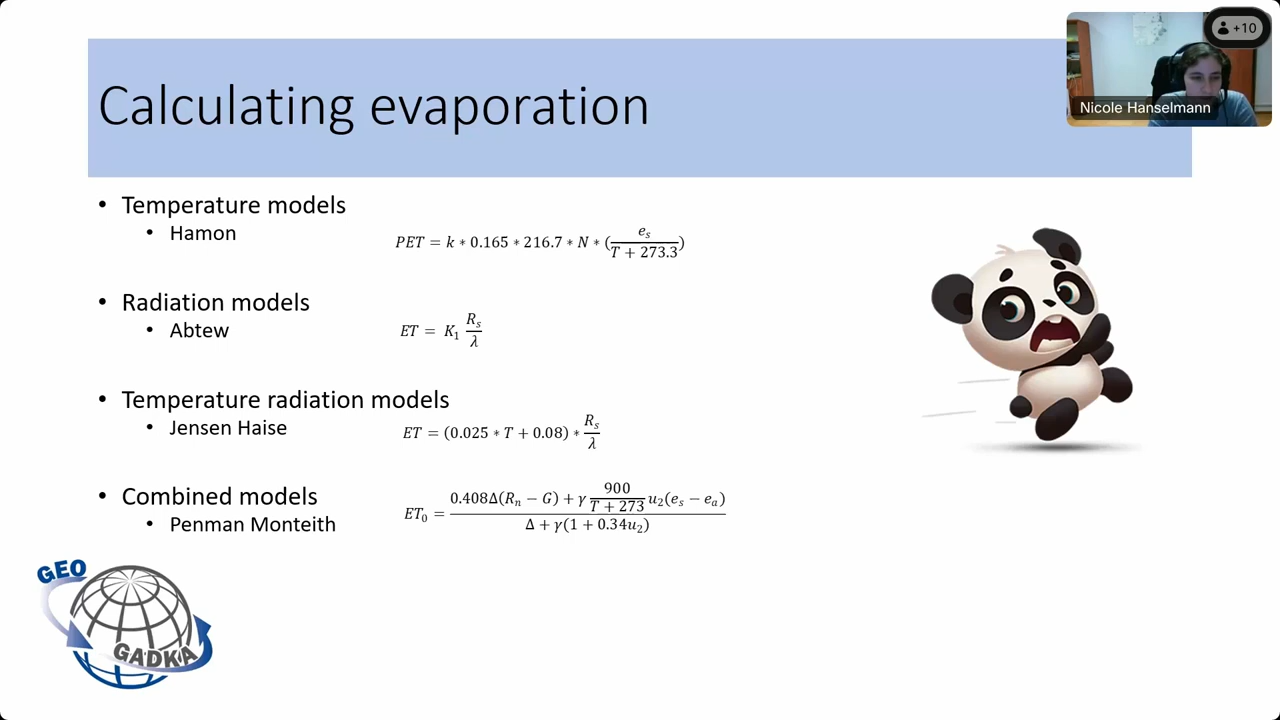 +10
Nicole Hanselmann
Calculating evaporation
• Temperature models
• Hamon
PET = k ∗ 0.165 ∗ 216.7 ∗ N ∗ (e_s / (T + 273.3))
• Radiation models
• Abtew
ET = K_1 R_s / λ
• Temperature radiation models
• Jensen Haise
ET = (0.025 ∗ T + 0.08) ∗ R_s / λ
• Combined models
• Penman Monteith
ET_0 = (0.408Δ(R_n − G) + γ (900 / (T + 273)) u_2(e_s − e_a)) / (Δ + γ(1 + 0.34u_2))
GEO
GADKA